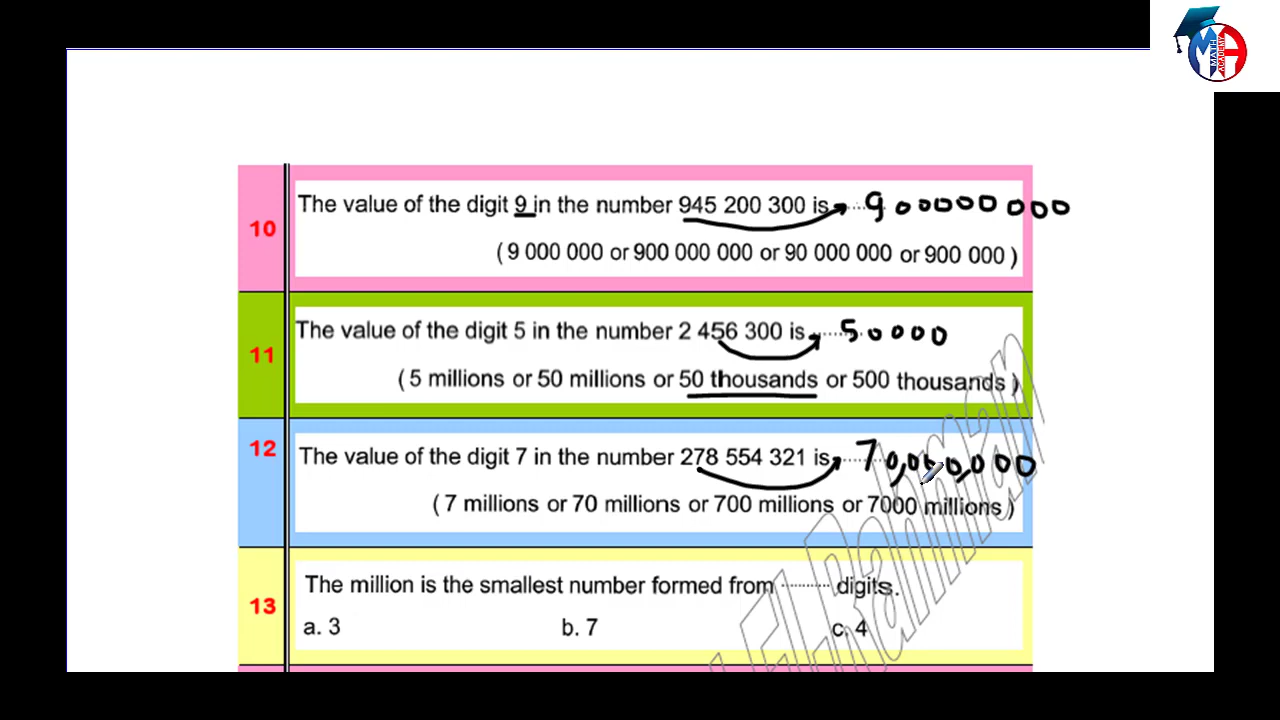 MATH ACADEMY
10
The value of the digit 9 in the number 945 200 300 is 900000000
( 9 000 000 or 900 000 000 or 90 000 000 or 900 000 )
11
The value of the digit 5 in the number 2 456 300 is 50000
( 5 millions or 50 millions or 50 thousands or 500 thousands )
12
The value of the digit 7 in the number 278 554 321 is 70,000,000
( 7 millions or 70 millions or 700 millions or 7000 millions )
13
The million is the smallest number formed from ......... digits.
a. 3 b. 7 c. 4
El-Rahman